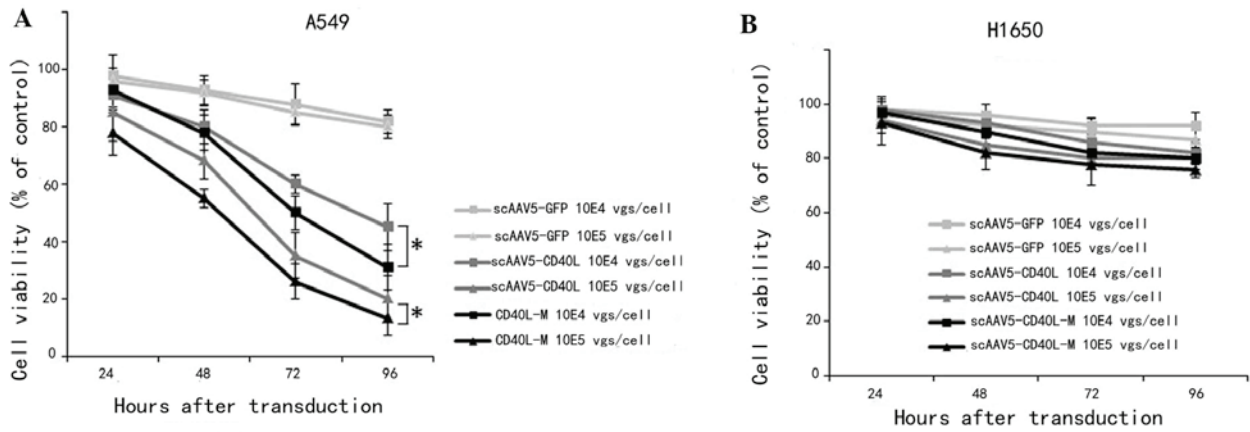 A
A549
Cell viability (% of control)
100
80
60
40
20
0
24 48 72 96
Hours after transduction
scAAV5-GFP 10E4 vgs/cell
scAAV5-GFP 10E5 vgs/cell
scAAV5-CD40L 10E4 vgs/cell
scAAV5-CD40L 10E5 vgs/cell
CD40L-M 10E4 vgs/cell
CD40L-M 10E5 vgs/cell
*
*
B
H1650
Cell viability (% of control)
100
80
60
40
20
0
24 48 72 96
Hours after transduction
scAAV5-GFP 10E4 vgs/cell
scAAV5-GFP 10E5 vgs/cell
scAAV5-CD40L 10E4 vgs/cell
scAAV5-CD40L 10E5 vgs/cell
scAAV5-CD40L-M 10E4 vgs/cell
scAAV5-CD40L-M 10E5 vgs/cell